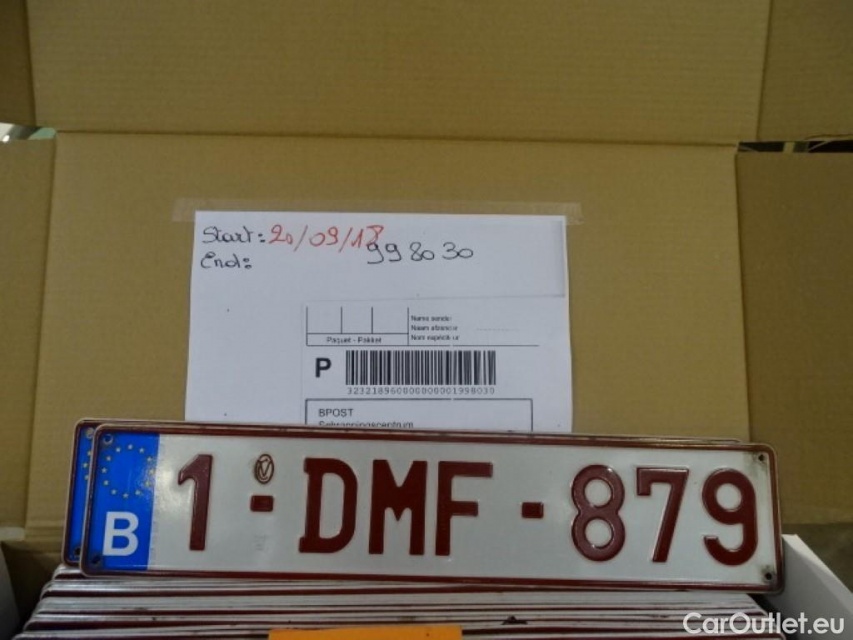 Start: 20/09/18
998030
End:
Paquet - Pakket
P
BPOST
B 1-DMF-879
CarOutlet.eu